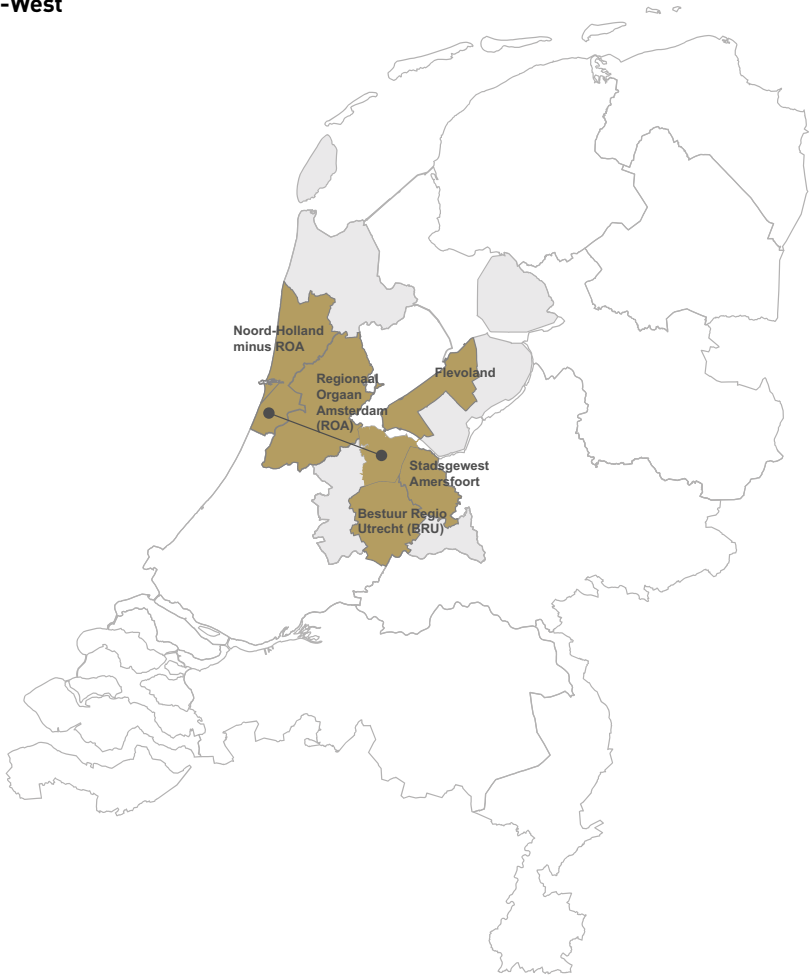 -West
Noord-Holland
minus ROA
Flevoland
Regionaal
Orgaan
Amsterdam
(ROA)
Stadsgewest
Amersfoort
Bestuur Regio
Utrecht (BRU)